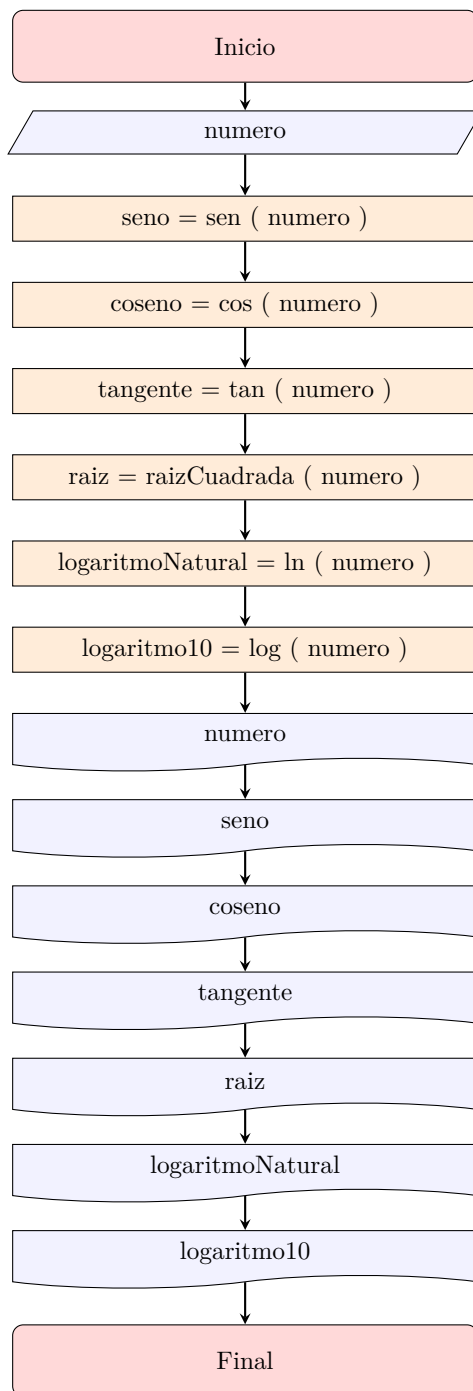 Inicio
numero
seno = sen ( numero )
coseno = cos ( numero )
tangente = tan ( numero )
raiz = raizCuadrada ( numero )
logaritmoNatural = ln ( numero )
logaritmo10 = log ( numero )
numero
seno
coseno
tangente
raiz
logaritmoNatural
logaritmo10
Final